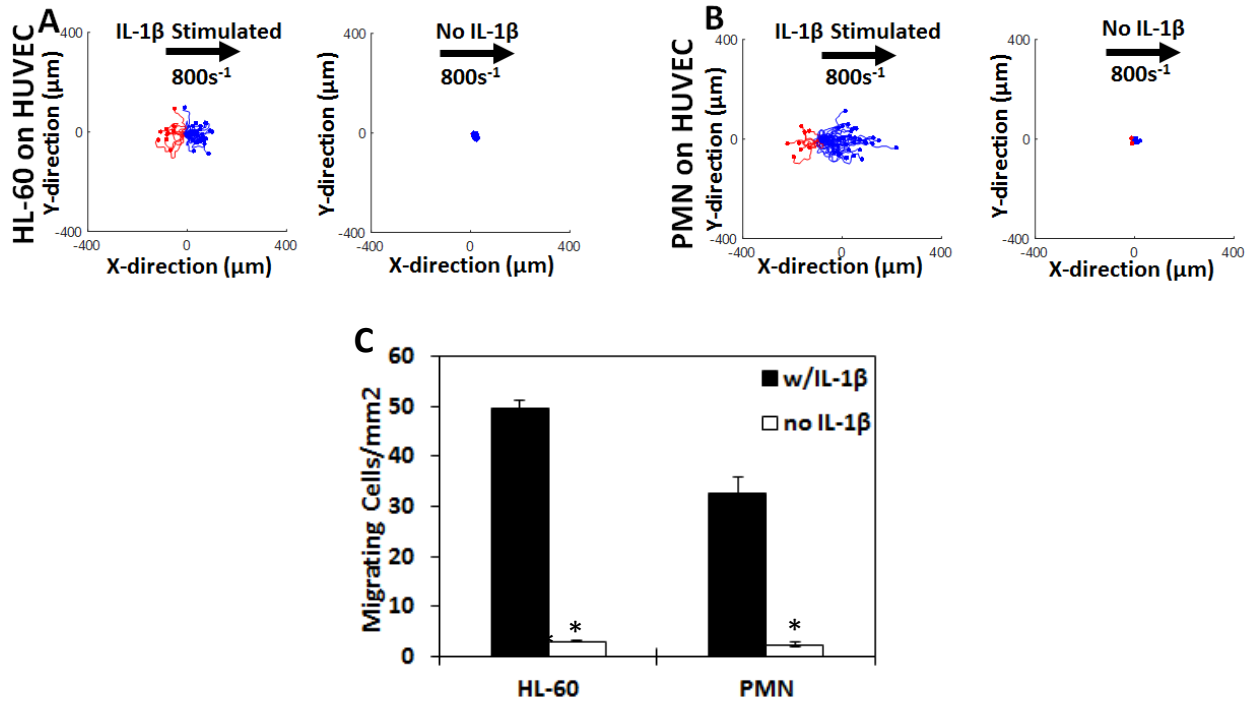 A
HL-60 on HUVEC
IL-1β Stimulated
800s⁻¹
400
0
-400
Y-direction (µm)
-400 0 400
X-direction (µm)
No IL-1β
800s⁻¹
400
0
-400
Y-direction (µm)
-400 0 400
X-direction (µm)
B
PMN on HUVEC
IL-1β Stimulated
800s⁻¹
400
0
-400
Y-direction (µm)
-400 0 400
X-direction (µm)
No IL-1β
800s⁻¹
400
0
-400
Y-direction (µm)
-400 0 400
X-direction (µm)
C
Migrating Cells/mm2
60
50
40
30
20
10
0
w/IL-1β
no IL-1β
*
*
HL-60 PMN